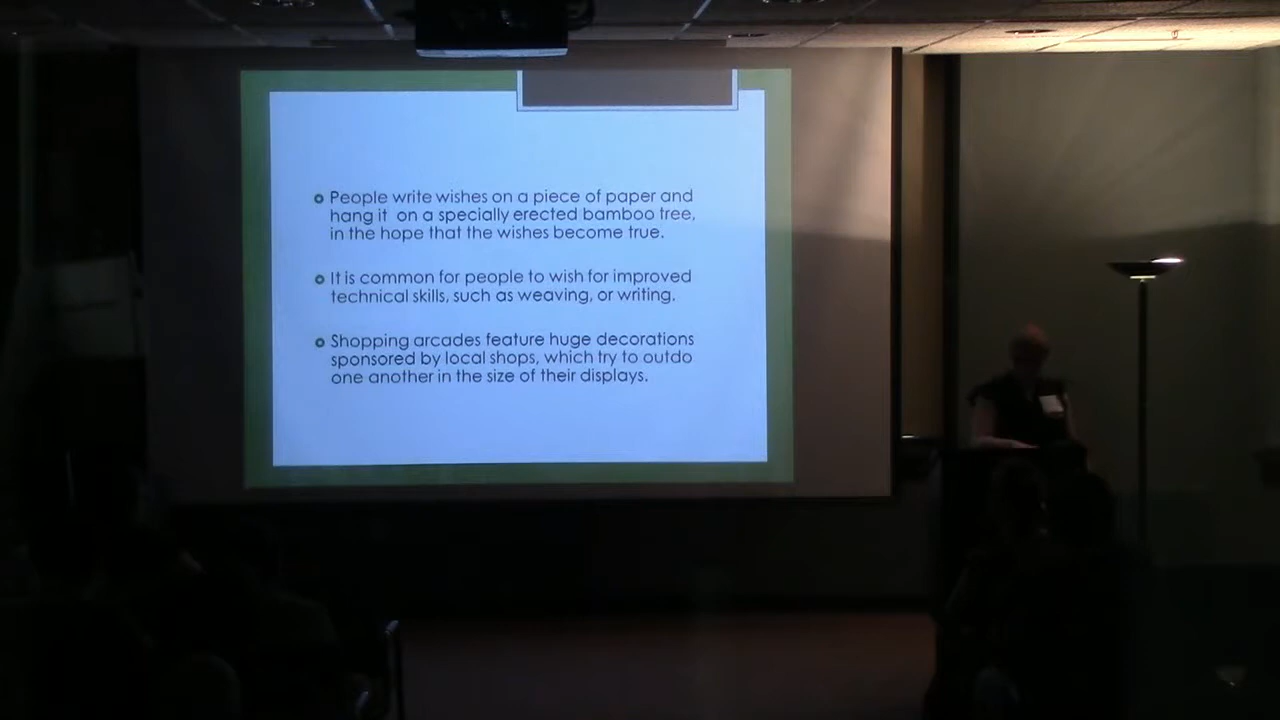 People write wishes on a piece of paper and
hang it on a specially erected bamboo tree,
in the hope that the wishes become true.
It is common for people to wish for improved
technical skills, such as weaving, or writing.
Shopping arcades feature huge decorations
sponsored by local shops, which try to outdo
one another in the size of their displays.